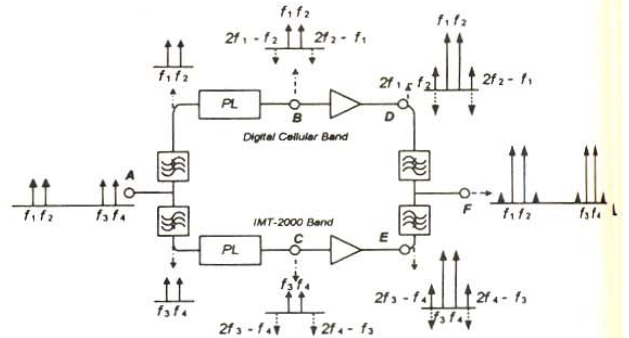 f1 f2
2f1 - f2 2f2 - f1
f1 f2
f1 f2
2f1 - f2 2f2 - f1
PL
B
D
Digital Cellular Band
A
f1 f2 f3 f4
F
f1 f2 f3 f4
IMT-2000 Band
PL
C
E
f3 f4
f3 f4
2f3 - f4 2f4 - f3
2f3 - f4 2f4 - f3
f3 f4